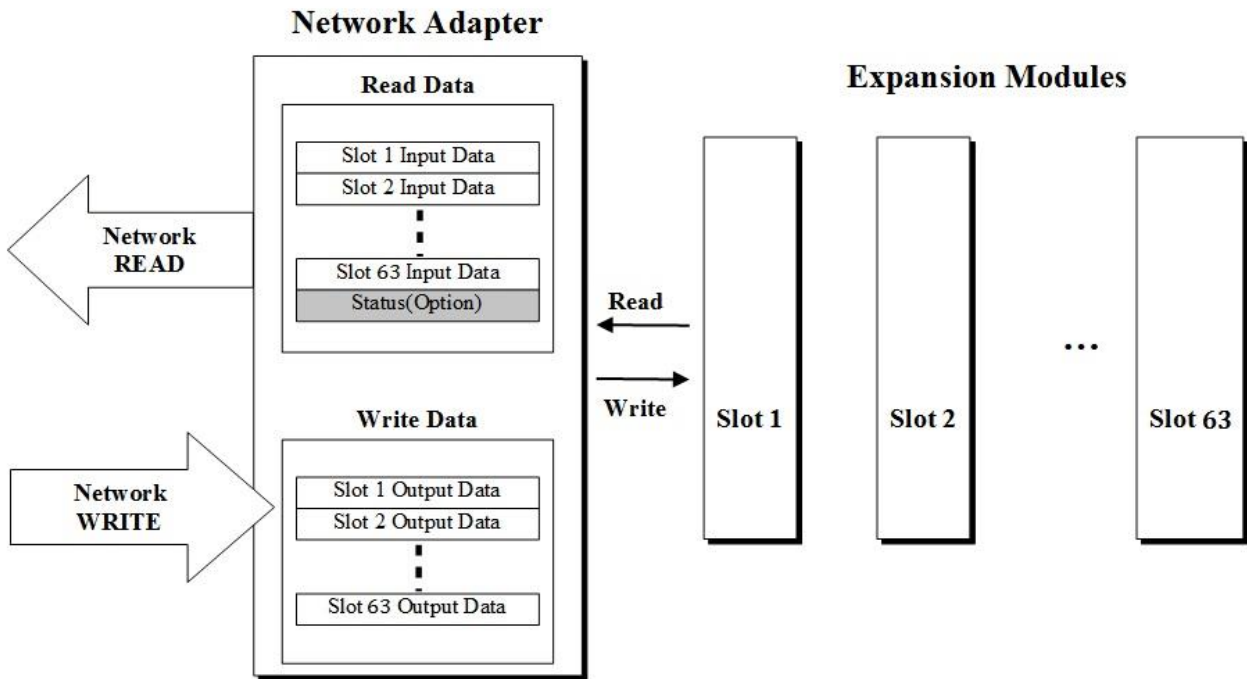 Network Adapter
Read Data
Slot 1 Input Data
Slot 2 Input Data
Slot 63 Input Data
Status(Option)
Network
READ
Write Data
Slot 1 Output Data
Slot 2 Output Data
Slot 63 Output Data
Network
WRITE
Read
Write
Expansion Modules
Slot 1
Slot 2
...
Slot 63